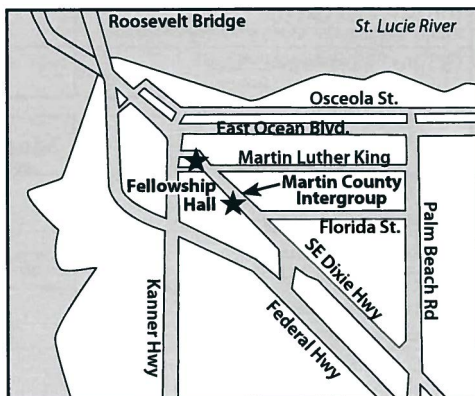 Roosevelt Bridge
St. Lucie River
Osceola St.
East Ocean Blvd.
Martin Luther King
Fellowship
Hall
Martin County
Intergroup
Florida St.
SE Dixie Hwy
Palm Beach Rd
Kanner Hwy
Federal Hwy